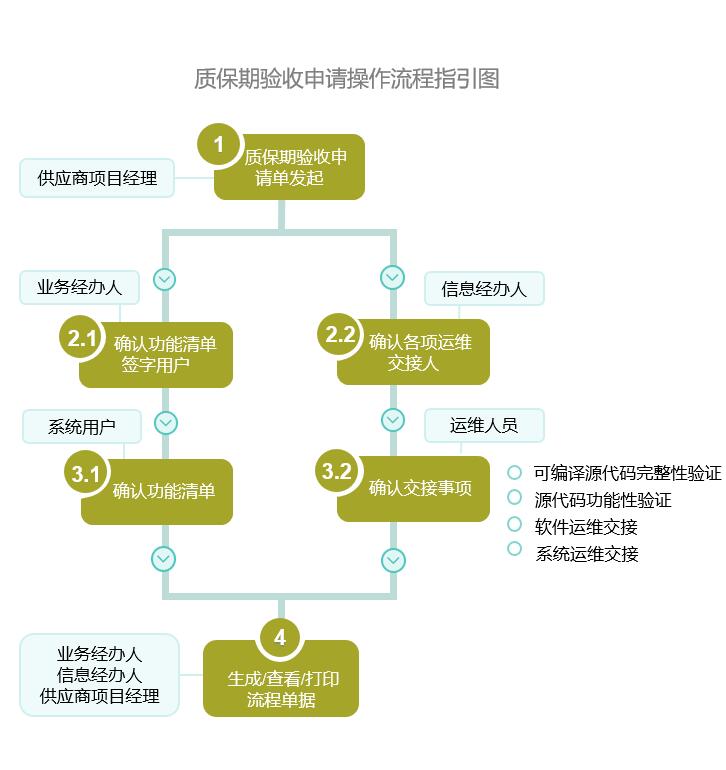 质保期验收申请操作流程指引图
1
质保期验收申
请单发起
供应商项目经理
业务经办人
信息经办人
2.1
确认功能清单
签字用户
2.2
确认各项运维
交接人
系统用户
运维人员
3.1
确认功能清单
3.2
确认交接事项
可编译源代码完整性验证
源代码功能性验证
软件运维交接
系统运维交接
4
生成/查看/打印
流程单据
业务经办人
信息经办人
供应商项目经理